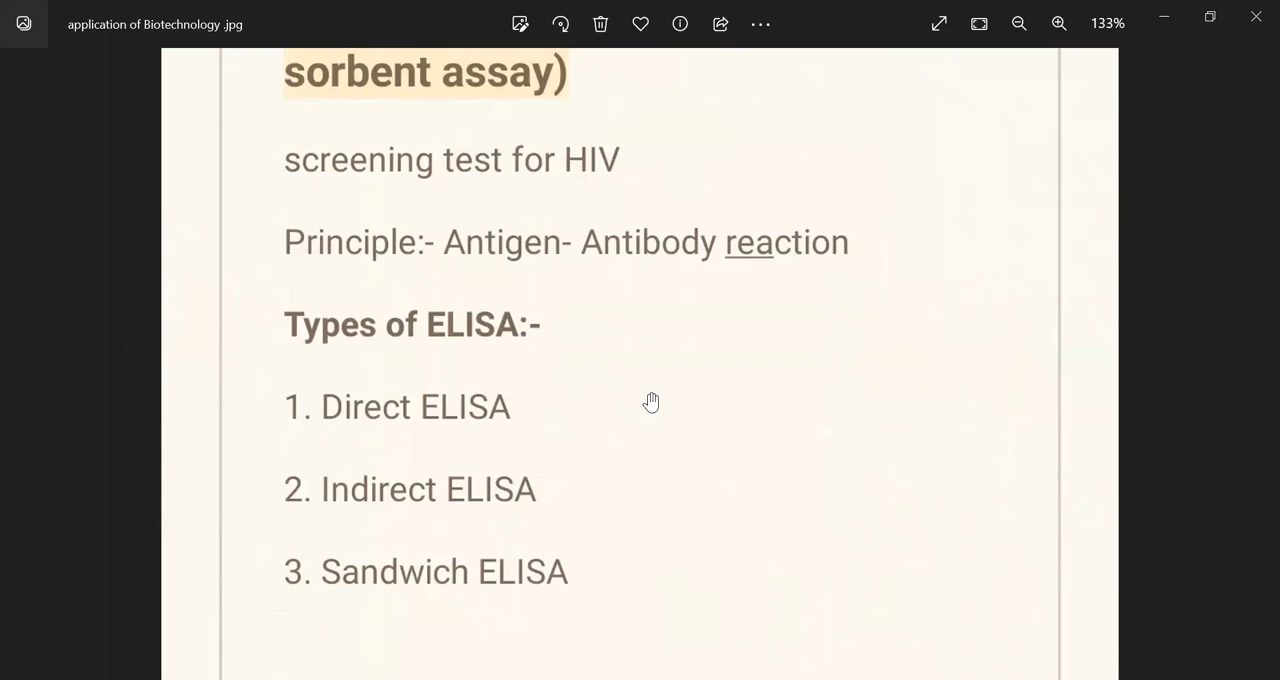 application of Biotechnology .jpg
133%
sorbent assay)
screening test for HIV
Principle:- Antigen- Antibody reaction
Types of ELISA:-
1. Direct ELISA
2. Indirect ELISA
3. Sandwich ELISA